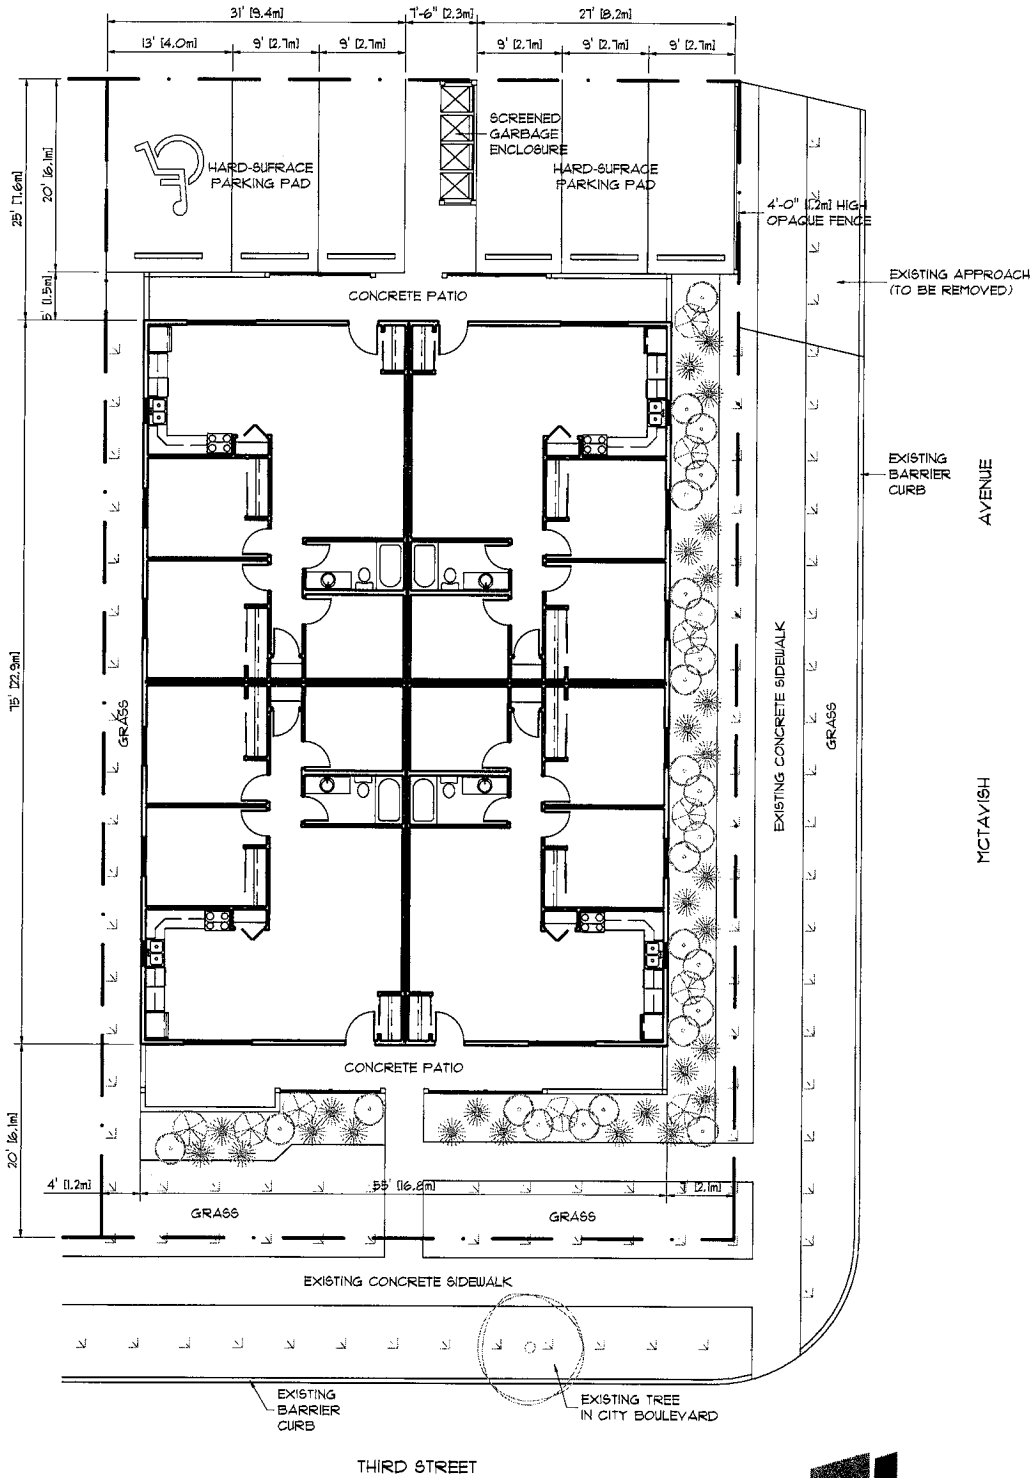 31' [9.4m]
7'-6" [2.3m]
27' [8.2m]
13' [4.0m]
9' [2.7m]
9' [2.7m]
9' [2.7m]
9' [2.7m]
9' [2.7m]
SCREENED
GARBAGE
ENCLOSURE
HARD-SUFRACE
PARKING PAD
HARD-SUFRACE
PARKING PAD
25' [7.6m]
20' [6.1m]
4'-0" [1.2m] HIGH
OPAQUE FENCE
EXISTING APPROACH
(TO BE REMOVED)
5' [1.5m]
CONCRETE PATIO
EXISTING
BARRIER
CURB
AVENUE
75' [22.9m]
GRASS
EXISTING CONCRETE SIDEWALK
GRASS
MCTAVISH
CONCRETE PATIO
20' [6.1m]
4' [1.2m]
55' [16.8m]
7' [2.1m]
GRASS
GRASS
EXISTING CONCRETE SIDEWALK
EXISTING
BARRIER
CURB
EXISTING TREE
IN CITY BOULEVARD
THIRD STREET